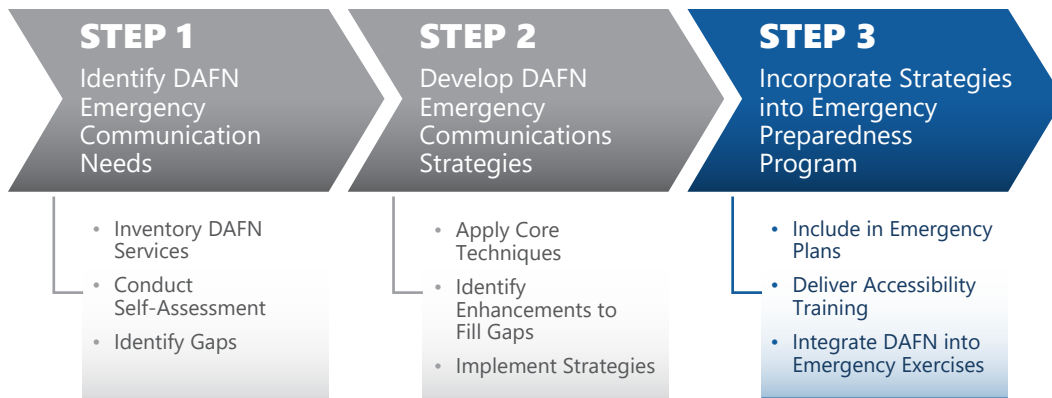 STEP 1
Identify DAFN
Emergency
Communication
Needs
• Inventory DAFN
Services
• Conduct
Self-Assessment
• Identify Gaps
STEP 2
Develop DAFN
Emergency
Communications
Strategies
• Apply Core
Techniques
• Identify
Enhancements to
Fill Gaps
• Implement Strategies
STEP 3
Incorporate Strategies
into Emergency
Preparedness
Program
• Include in Emergency
Plans
• Deliver Accessibility
Training
• Integrate DAFN into
Emergency Exercises